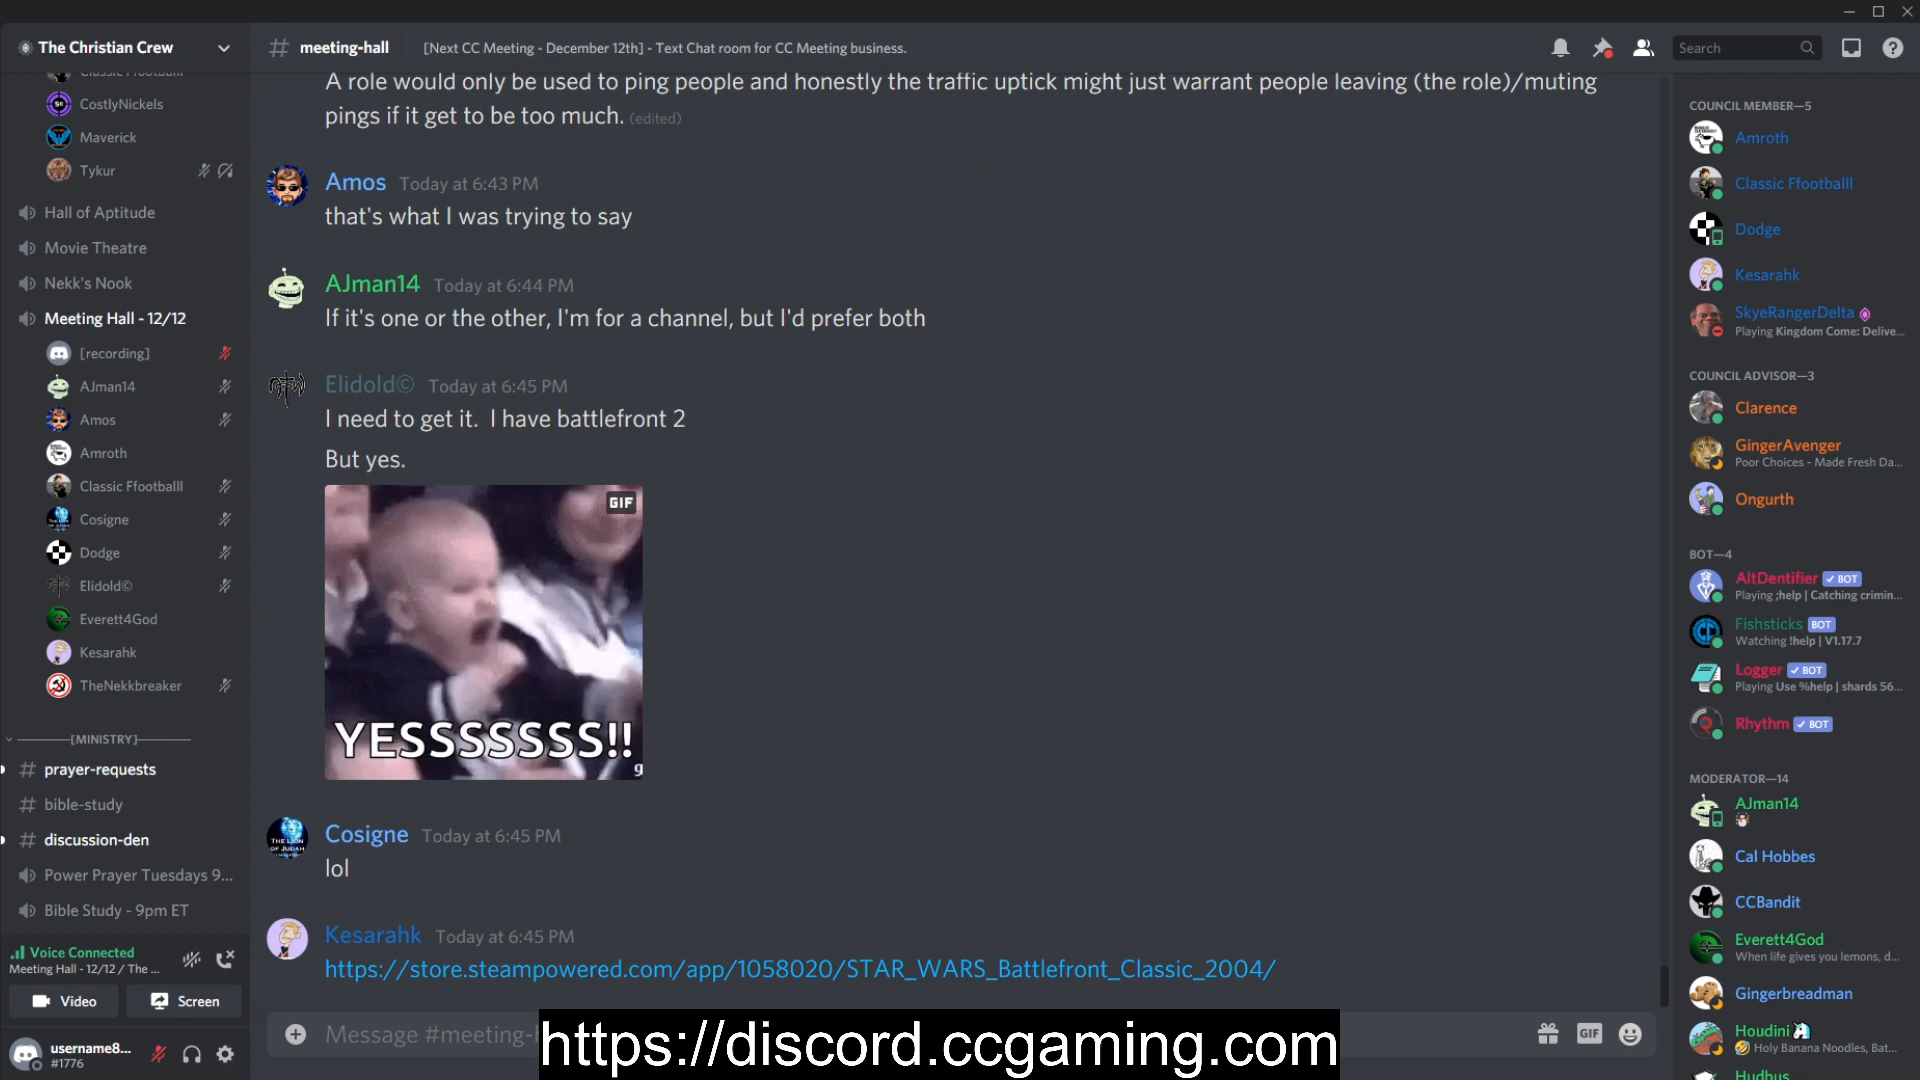 The Christian Crew
CostlyNickels
Maverick
Tykur
Hall of Aptitude
Movie Theatre
Nekk's Nook
Meeting Hall - 12/12
[recording]
AJman14
Amos
Amroth
Classic Ffootballl
Cosigne
Dodge
Elidold©
Everett4God
Kesarahk
TheNekkbreaker
[MINISTRY]
# prayer-requests
# bible-study
# discussion-den
Power Prayer Tuesdays 9...
Bible Study - 9pm ET
Voice Connected
Meeting Hall - 12/12 / The ...
Video
Screen
username8...
#1776
# meeting-hall
[Next CC Meeting - December 12th] - Text Chat room for CC Meeting business.
Search
A role would only be used to ping people and honestly the traffic uptick might just warrant people leaving (the role)/muting
pings if it get to be too much. (edited)
Amos Today at 6:43 PM
that's what I was trying to say
AJman14 Today at 6:44 PM
If it's one or the other, I'm for a channel, but I'd prefer both
Elidold© Today at 6:45 PM
I need to get it. I have battlefront 2
But yes.
GIF
YESSSSSSS!!
Cosigne Today at 6:45 PM
lol
Kesarahk Today at 6:45 PM
https://store.steampowered.com/app/1058020/STAR_WARS_Battlefront_Classic_2004/
Message #meeting-
GIF
https://discord.ccgaming.com
COUNCIL MEMBER—5
Amroth
Classic Ffootballl
Dodge
Kesarahk
SkyeRangerDelta
Playing Kingdom Come: Delive...
COUNCIL ADVISOR—3
Clarence
GingerAvenger
Poor Choices - Made Fresh Da...
Ongurth
BOT—4
AltDentifier BOT
Playing ;help | Catching crimin...
Fishsticks BOT
Watching !help | V1.17.7
Logger BOT
Playing Use %help | shards 56...
Rhythm BOT
MODERATOR—14
AJman14
Cal Hobbes
CCBandit
Everett4God
When life gives you lemons, d...
Gingerbreadman
Houdini
Holy Banana Noodles, Bat...
Hudbus